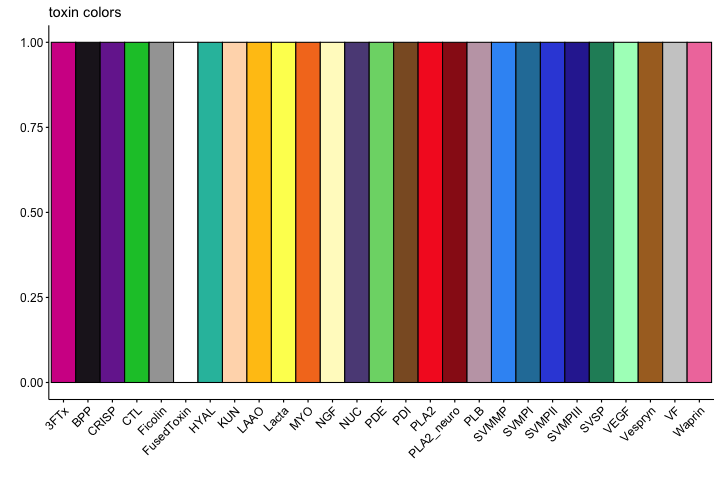 toxin colors
1.00
0.75
0.50
0.25
0.00
3FTx
BPP
CRISP
CTL
Ficolin
FusedToxin
HYAL
KUN
LAAO
Lacta
MYO
NGF
NUC
PDE
PDI
PLA2
PLA2_neuro
PLB
SVMMP
SVMPI
SVMPII
SVMPIII
SVSP
VEGF
Vespryn
VF
Waprin